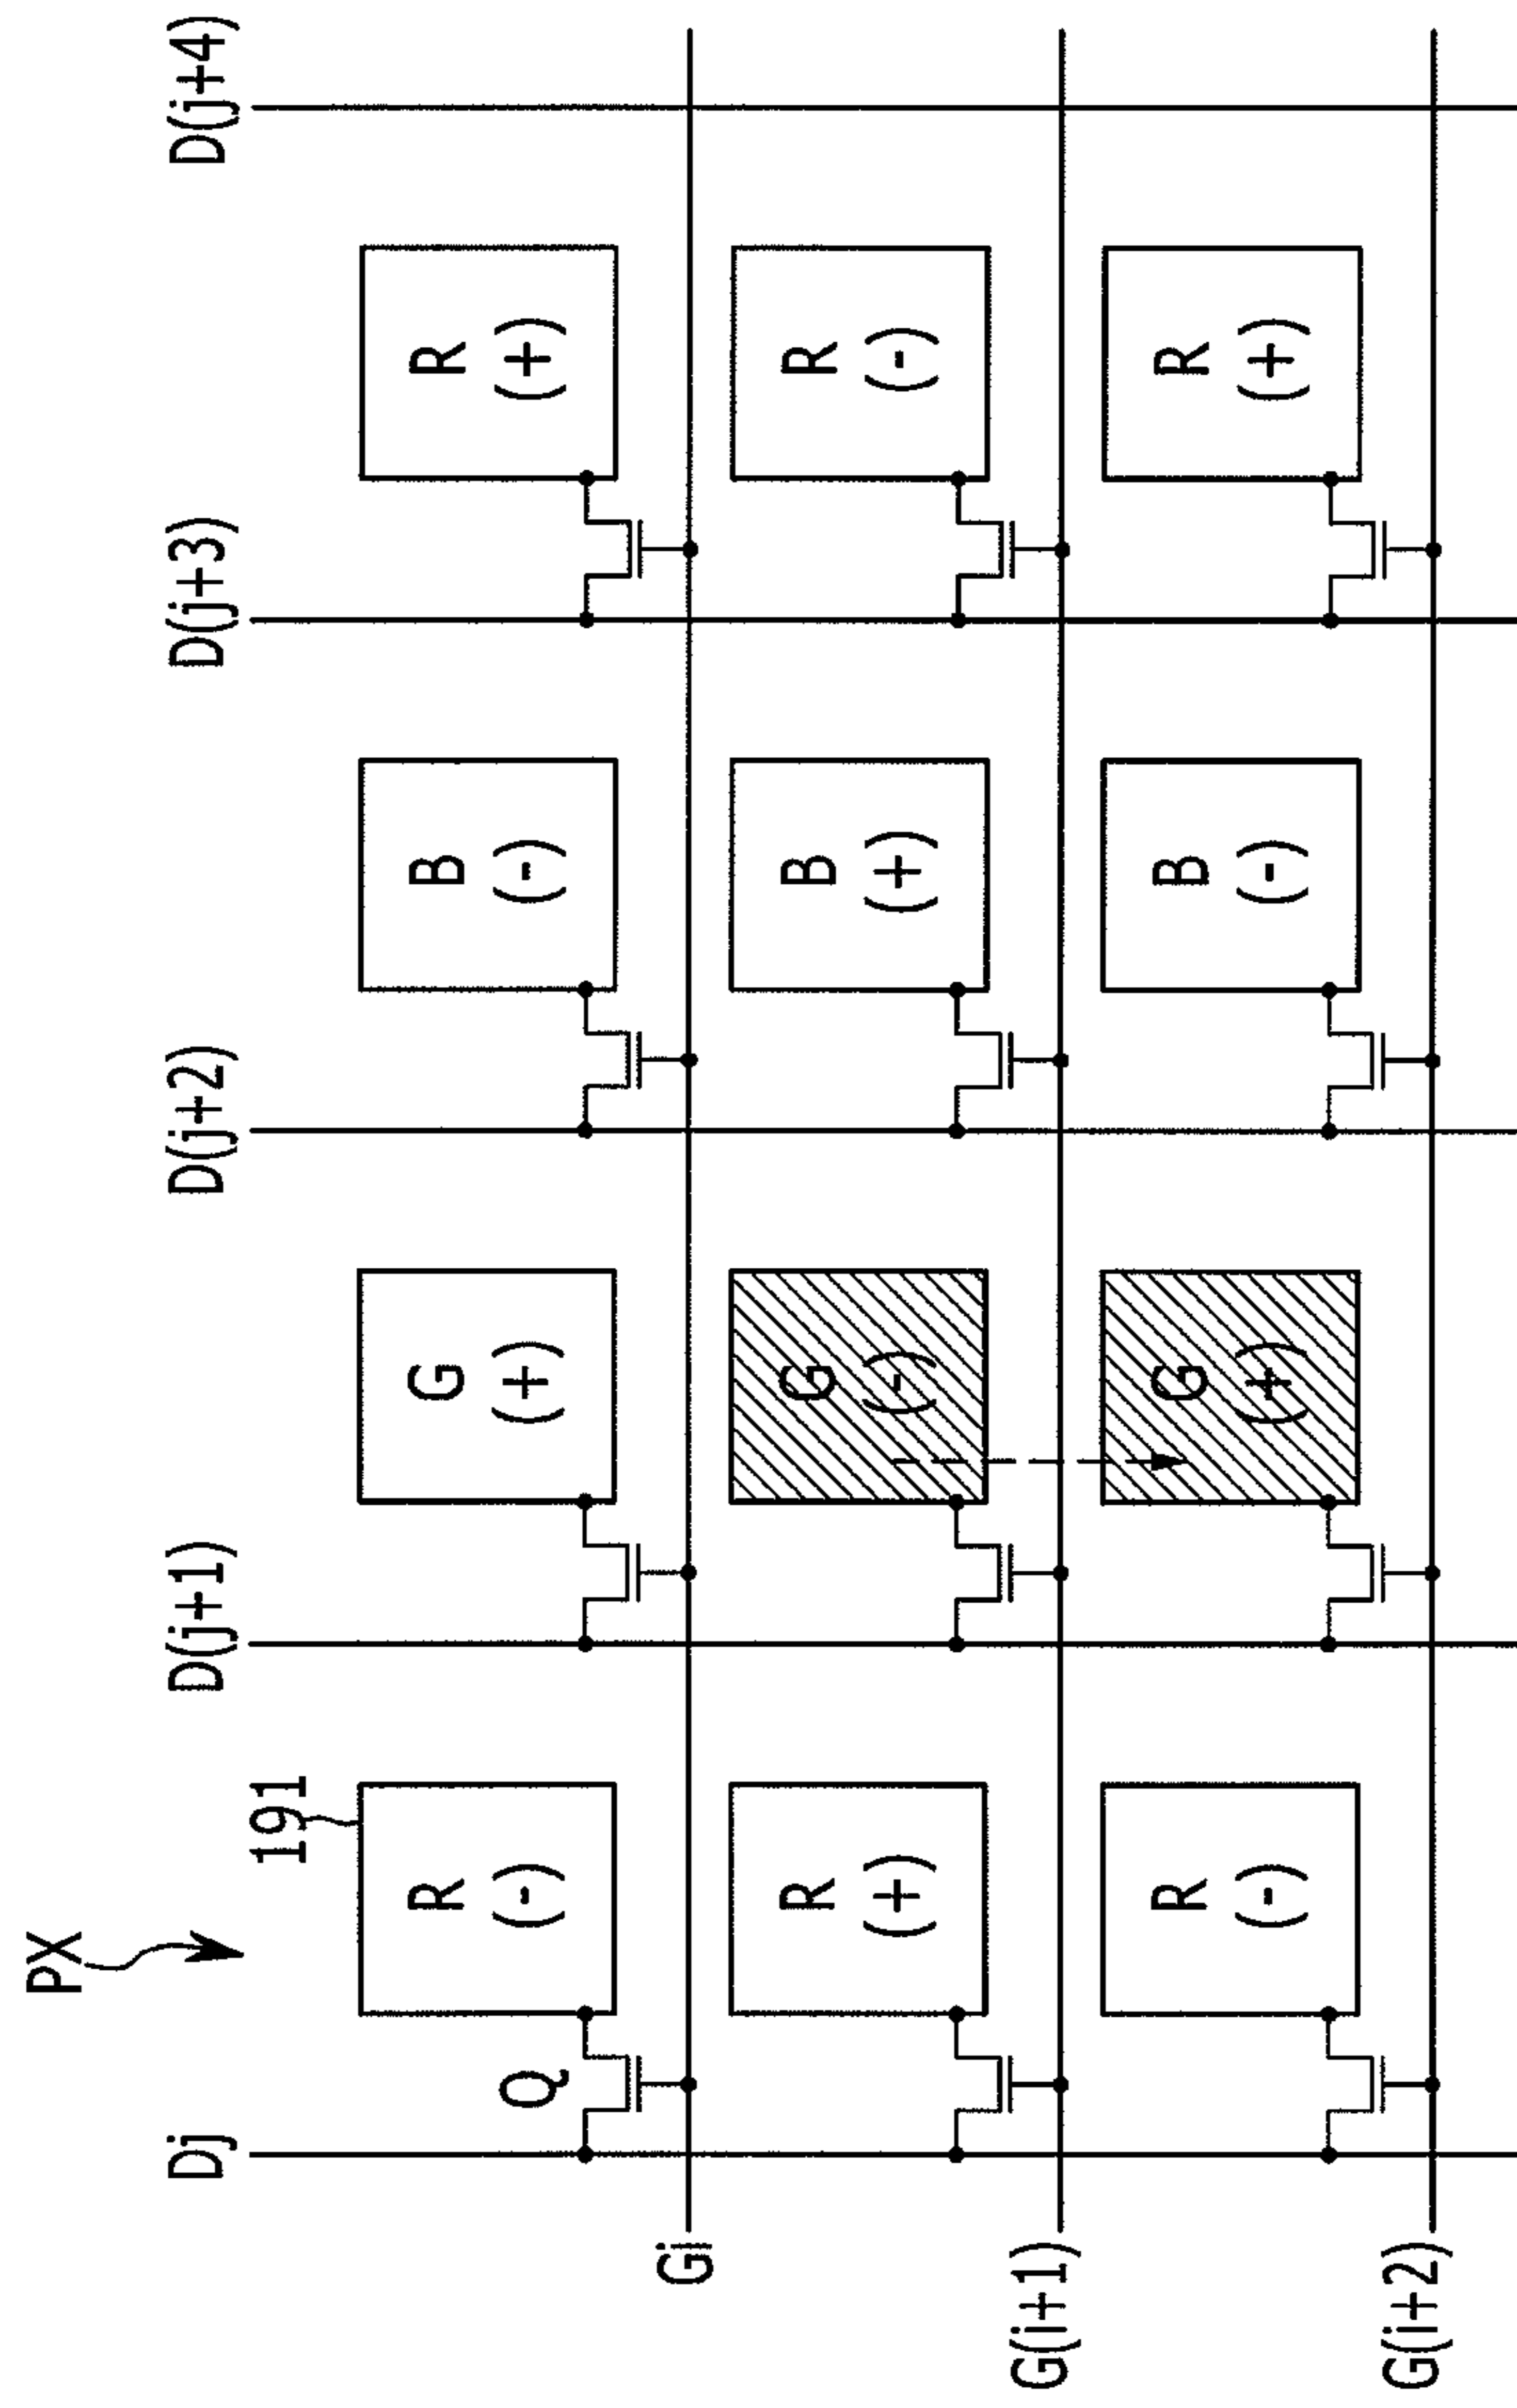 PX
191
Dj
D(j+1)
D(j+2)
D(j+3)
D(j+4)
Q
R
(-)
G
(+)
B
(-)
R
(+)
Gi
R
(+)
G
(-)
B
(+)
R
(-)
G(i+1)
R
(-)
G
(+)
B
(-)
R
(+)
G(i+2)